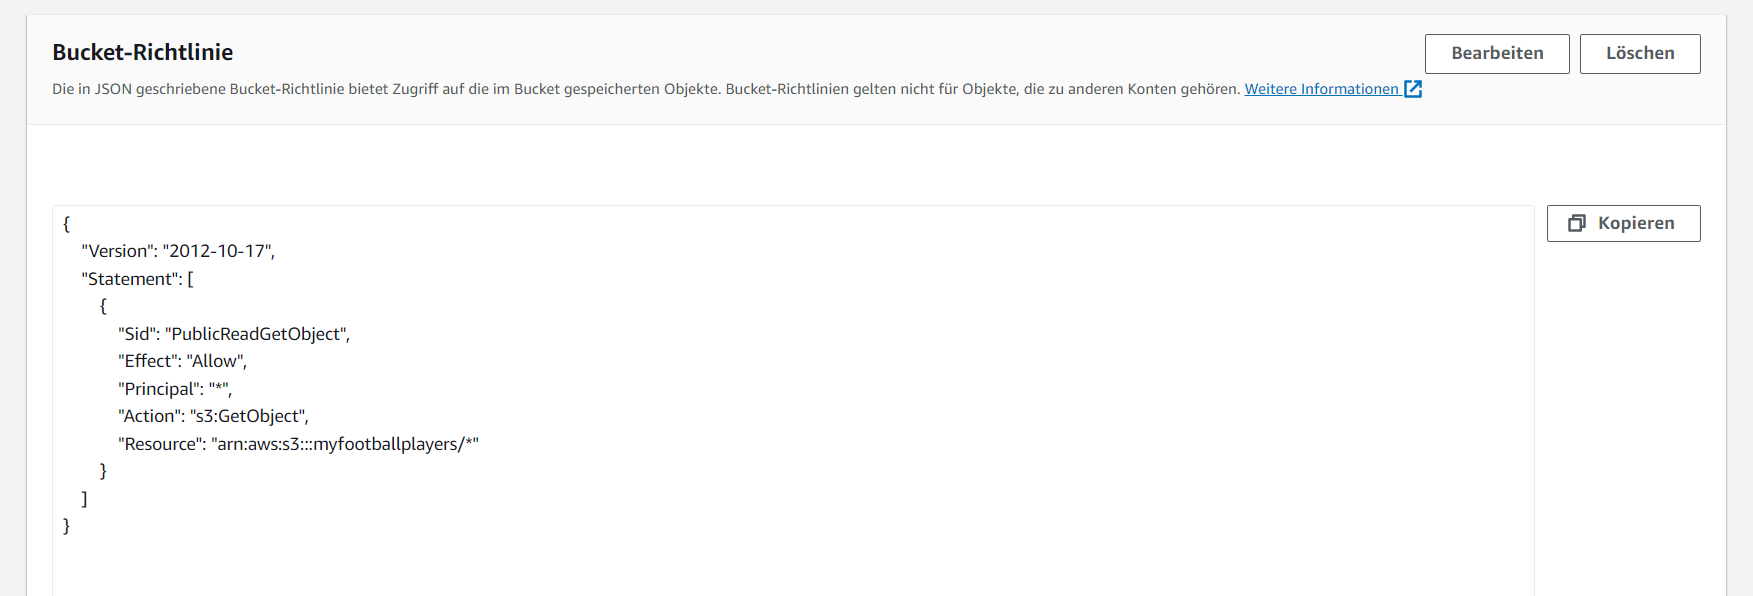 Bucket-Richtlinie
Bearbeiten
Löschen
Die in JSON geschriebene Bucket-Richtlinie bietet Zugriff auf die im Bucket gespeicherten Objekte. Bucket-Richtlinien gelten nicht für Objekte, die zu anderen Konten gehören. Weitere Informationen
Kopieren
{
"Version": "2012-10-17",
"Statement": [
{
"Sid": "PublicReadGetObject",
"Effect": "Allow",
"Principal": "*",
"Action": "s3:GetObject",
"Resource": "arn:aws:s3:::myfootballplayers/*"
}
]
}